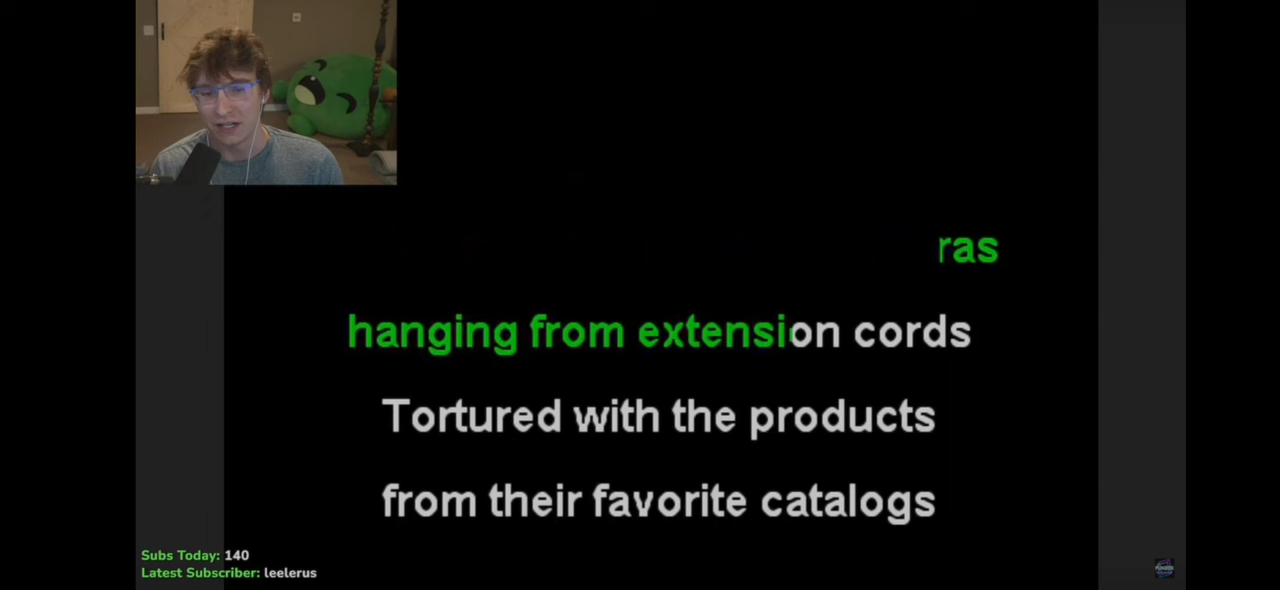 ras
hanging from extension cords
Tortured with the products
from their favorite catalogs
Subs Today: 140
Latest Subscriber: leelerus